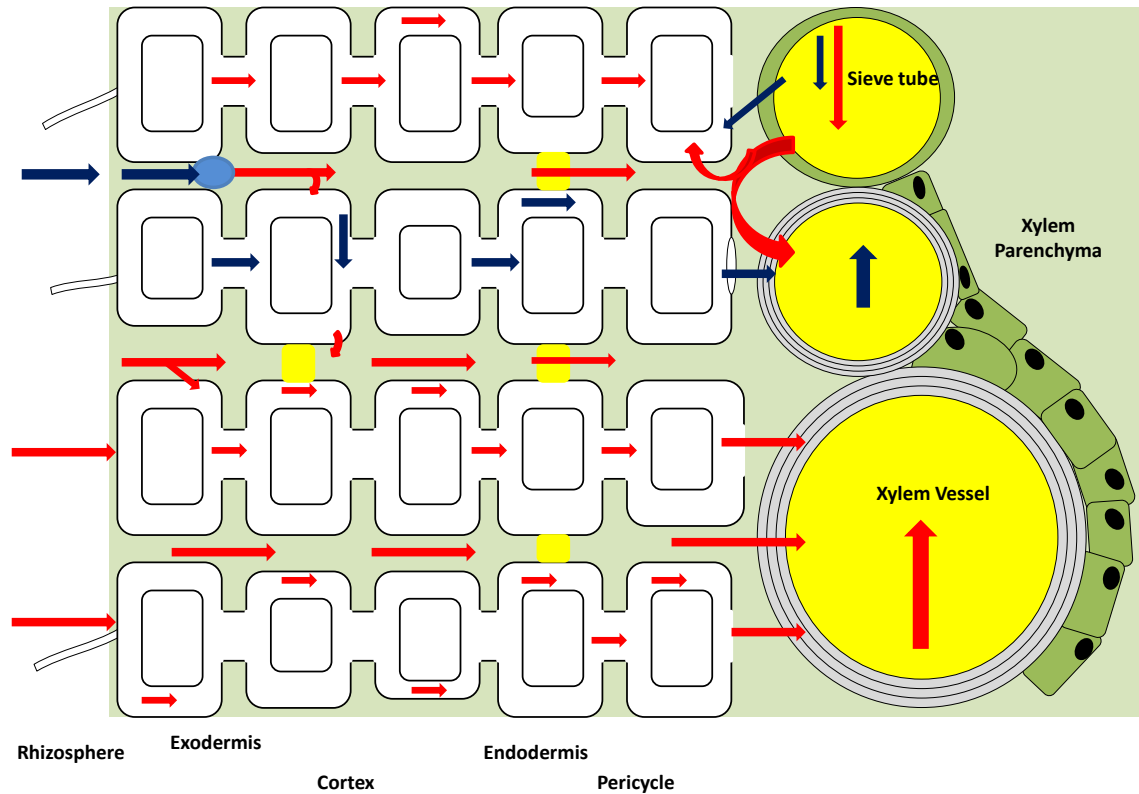 Sieve tube
Xylem
Parenchyma
Xylem Vessel
Rhizosphere
Exodermis
Cortex
Endodermis
Pericycle